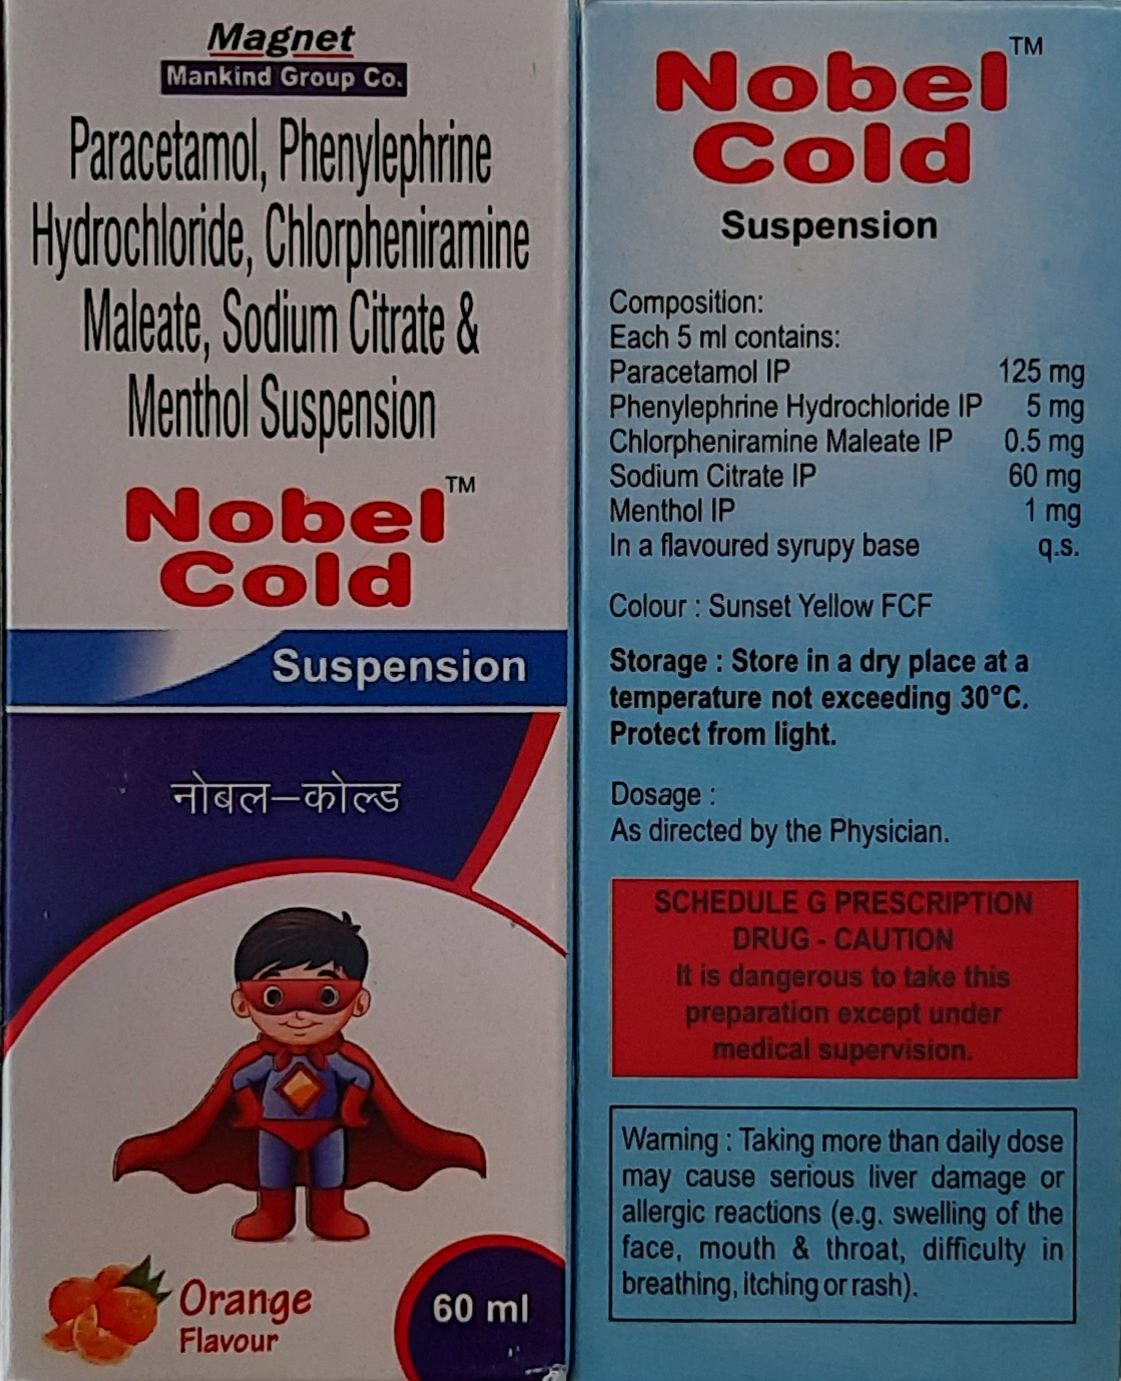 Magnet
Mankind Group Co.
Paracetamol, Phenylephrine
Hydrochloride, Chlorpheniramine
Maleate, Sodium Citrate &
Menthol Suspension
Nobel™
Cold
Suspension
नोबल–कोल्ड
Orange
Flavour
60 ml
Nobel™
Cold
Suspension
Composition:
Each 5 ml contains:
Paracetamol IP 125 mg
Phenylephrine Hydrochloride IP 5 mg
Chlorpheniramine Maleate IP 0.5 mg
Sodium Citrate IP 60 mg
Menthol IP 1 mg
In a flavoured syrupy base q.s.
Colour : Sunset Yellow FCF
Storage : Store in a dry place at a
temperature not exceeding 30°C.
Protect from light.
Dosage :
As directed by the Physician.
SCHEDULE G PRESCRIPTION
DRUG - CAUTION
It is dangerous to take this
preparation except under
medical supervision.
Warning : Taking more than daily dose
may cause serious liver damage or
allergic reactions (e.g. swelling of the
face, mouth & throat, difficulty in
breathing, itching or rash).